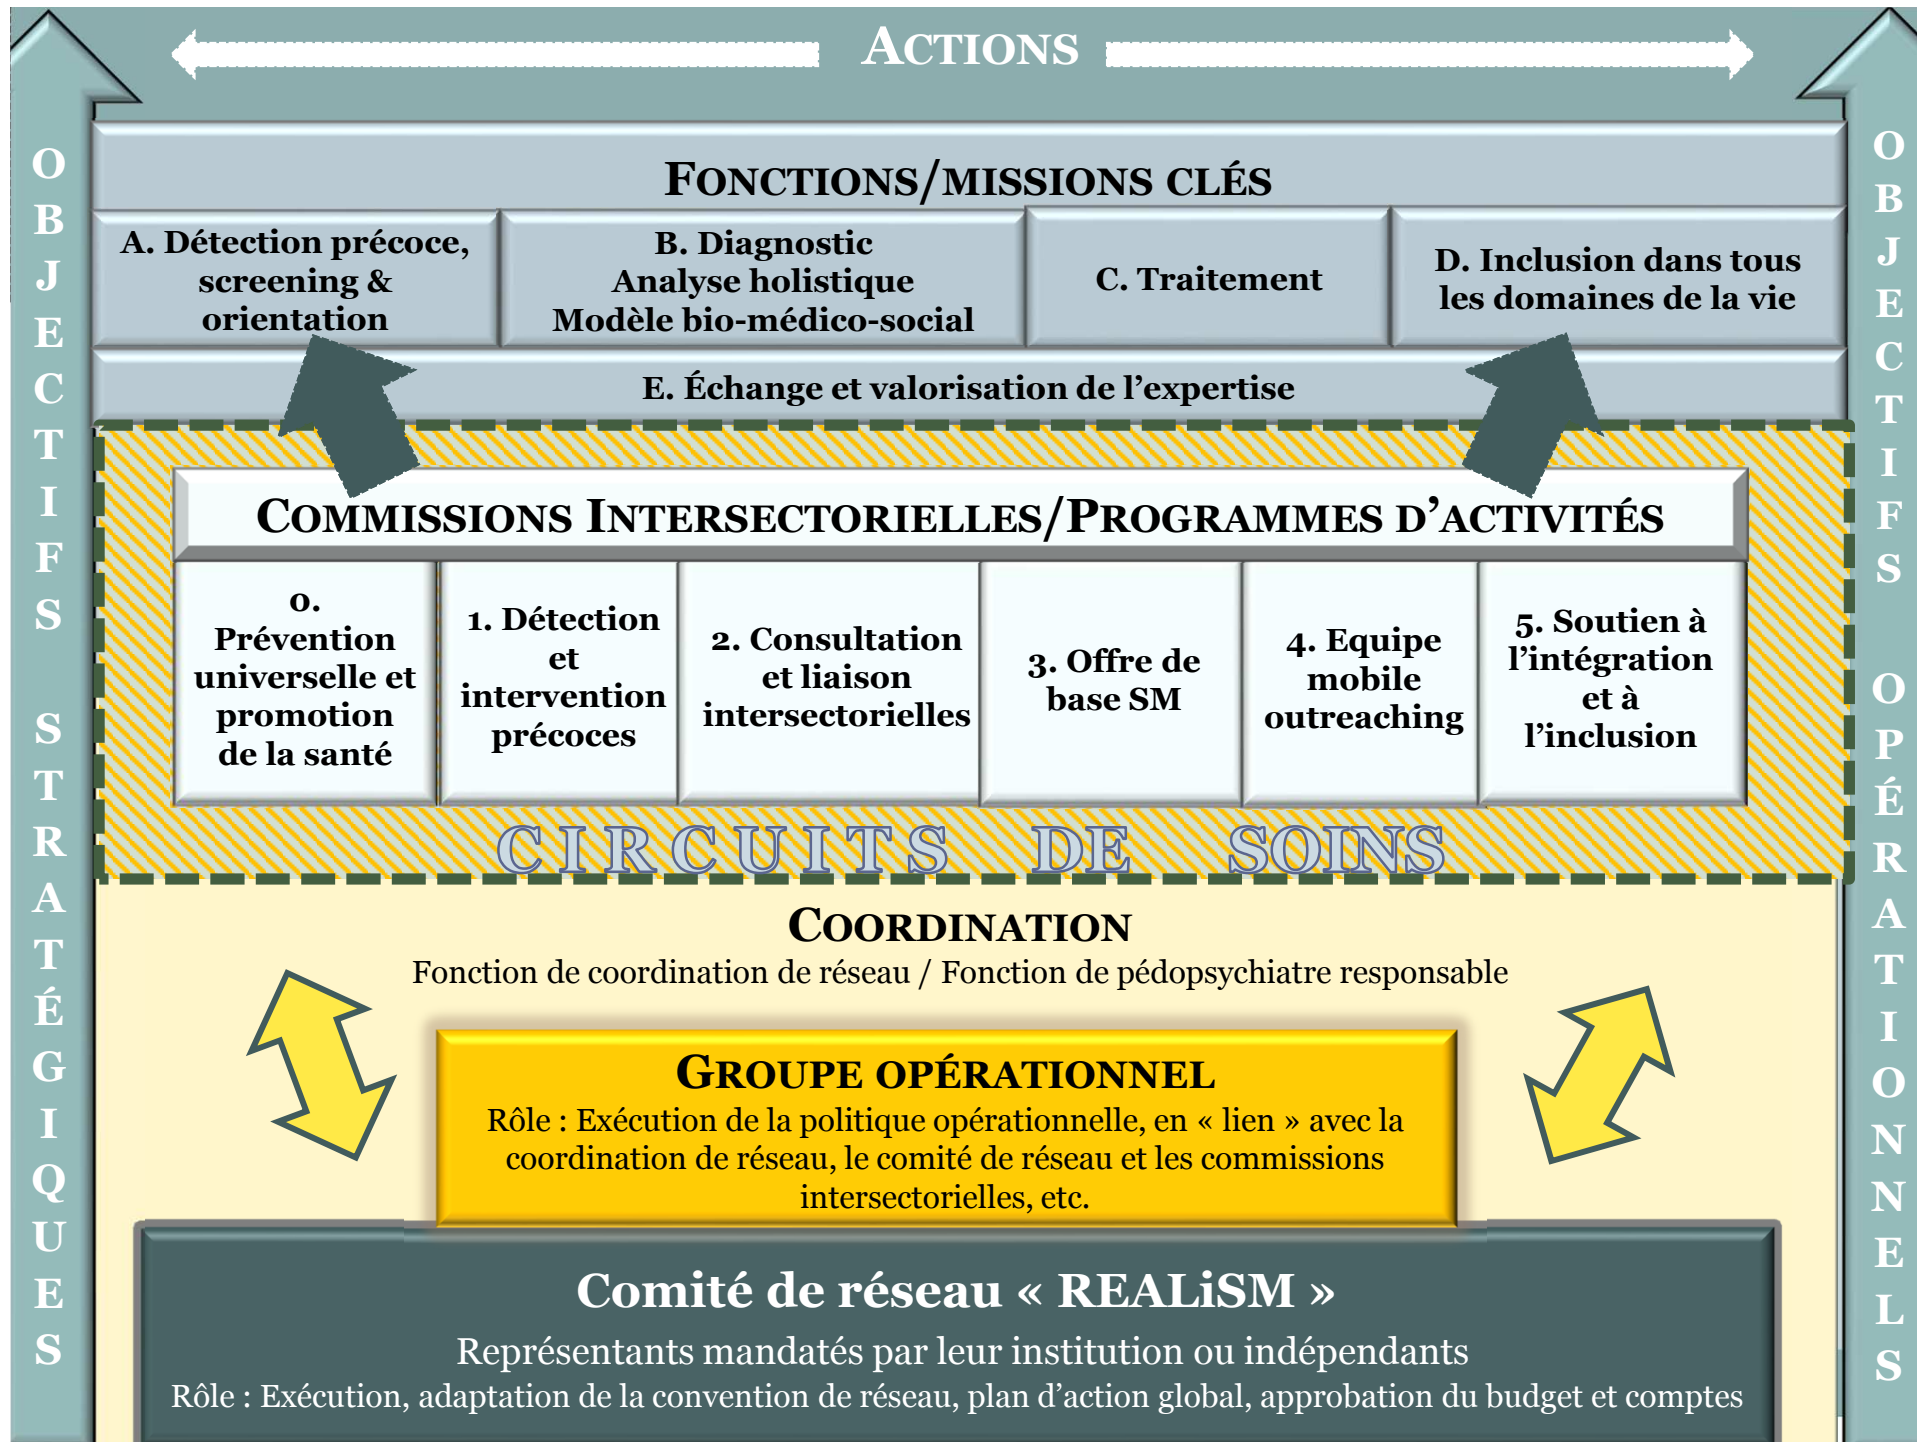 ACTIONS
OBJECTIFS STRATÉGIQUES
OBJECTIFS OPÉRATIONNELS
FONCTIONS/MISSIONS CLÉS
A. Détection précoce,
screening &
orientation
B. Diagnostic
Analyse holistique
Modèle bio-médico-social
C. Traitement
D. Inclusion dans tous
les domaines de la vie
E. Échange et valorisation de l’expertise
COMMISSIONS INTERSECTORIELLES/PROGRAMMES D’ACTIVITÉS
0.
Prévention
universelle et
promotion
de la santé
1. Détection
et
intervention
précoces
2. Consultation
et liaison
intersectorielles
3. Offre de
base SM
4. Equipe
mobile
outreaching
5. Soutien à
l’intégration
et à
l’inclusion
CIRCUITS DE SOINS
COORDINATION
Fonction de coordination de réseau / Fonction de pédopsychiatre responsable
GROUPE OPÉRATIONNEL
Rôle : Exécution de la politique opérationnelle, en « lien » avec la
coordination de réseau, le comité de réseau et les commissions
intersectorielles, etc.
Comité de réseau « REALiSM »
Représentants mandatés par leur institution ou indépendants
Rôle : Exécution, adaptation de la convention de réseau, plan d’action global, approbation du budget et comptes